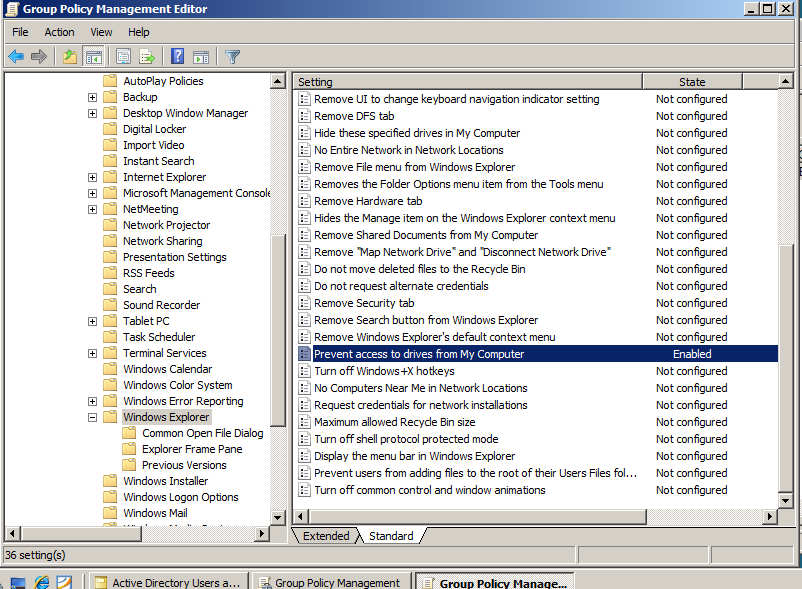 Group Policy Management Editor
File Action View Help
AutoPlay Policies
Backup
Desktop Window Manager
Digital Locker
Import Video
Instant Search
Internet Explorer
Microsoft Management Console
NetMeeting
Network Projector
Network Sharing
Presentation Settings
RSS Feeds
Search
Sound Recorder
Tablet PC
Task Scheduler
Terminal Services
Windows Calendar
Windows Color System
Windows Error Reporting
Windows Explorer
Common Open File Dialog
Explorer Frame Pane
Previous Versions
Windows Installer
Windows Logon Options
Windows Mail
Setting State
Remove UI to change keyboard navigation indicator setting Not configured
Remove DFS tab Not configured
Hide these specified drives in My Computer Not configured
No Entire Network in Network Locations Not configured
Remove File menu from Windows Explorer Not configured
Removes the Folder Options menu item from the Tools menu Not configured
Remove Hardware tab Not configured
Hides the Manage item on the Windows Explorer context menu Not configured
Remove Shared Documents from My Computer Not configured
Remove "Map Network Drive" and "Disconnect Network Drive" Not configured
Do not move deleted files to the Recycle Bin Not configured
Do not request alternate credentials Not configured
Remove Security tab Not configured
Remove Search button from Windows Explorer Not configured
Remove Windows Explorer's default context menu Not configured
Prevent access to drives from My Computer Enabled
Turn off Windows+X hotkeys Not configured
No Computers Near Me in Network Locations Not configured
Request credentials for network installations Not configured
Maximum allowed Recycle Bin size Not configured
Turn off shell protocol protected mode Not configured
Display the menu bar in Windows Explorer Not configured
Prevent users from adding files to the root of their Users Files fol... Not configured
Turn off common control and window animations Not configured
Extended Standard
36 setting(s)
Active Directory Users a... Group Policy Management Group Policy Manage...